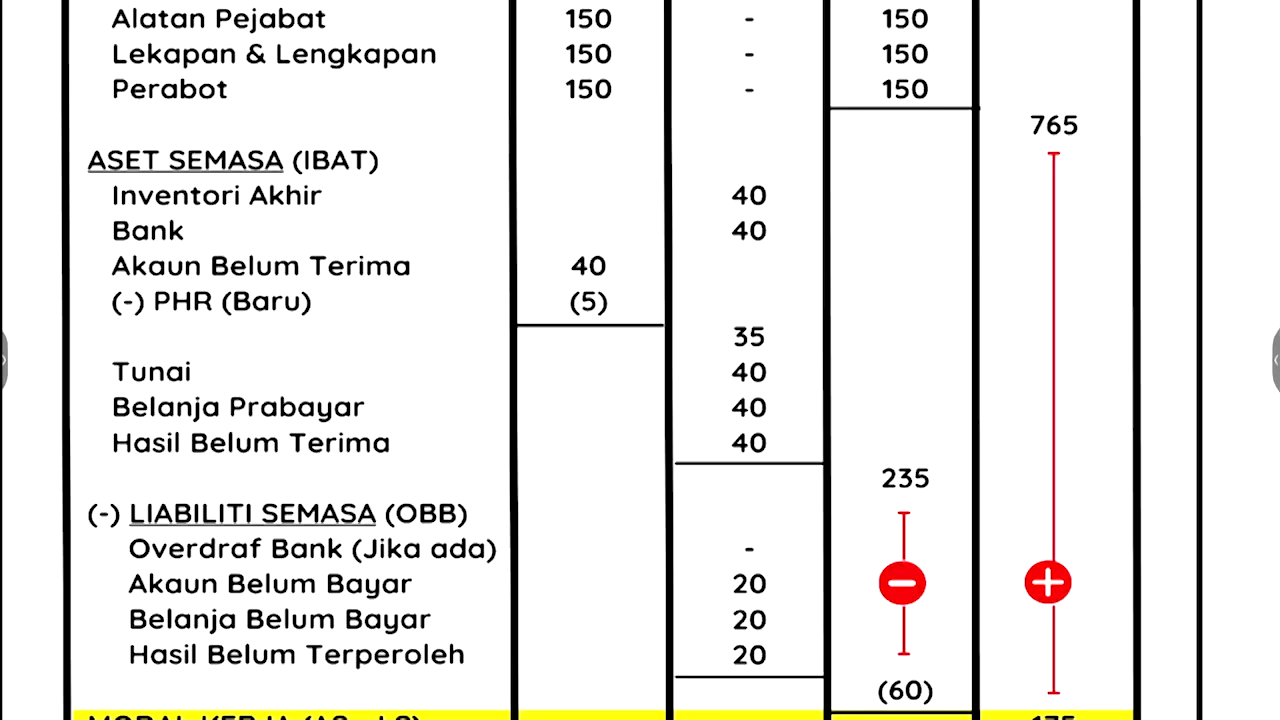 Alatan Pejabat 150 - 150
Lekapan & Lengkapan 150 - 150
Perabot 150 - 150
765
ASET SEMASA (IBAT)
Inventori Akhir 40
Bank 40
Akaun Belum Terima 40
(-) PHR (Baru) (5)
35
Tunai 40
Belanja Prabayar 40
Hasil Belum Terima 40
235
(-) LIABILITI SEMASA (OBB)
Overdraf Bank (Jika ada) -
Akaun Belum Bayar 20
Belanja Belum Bayar 20
Hasil Belum Terperoleh 20
(60)